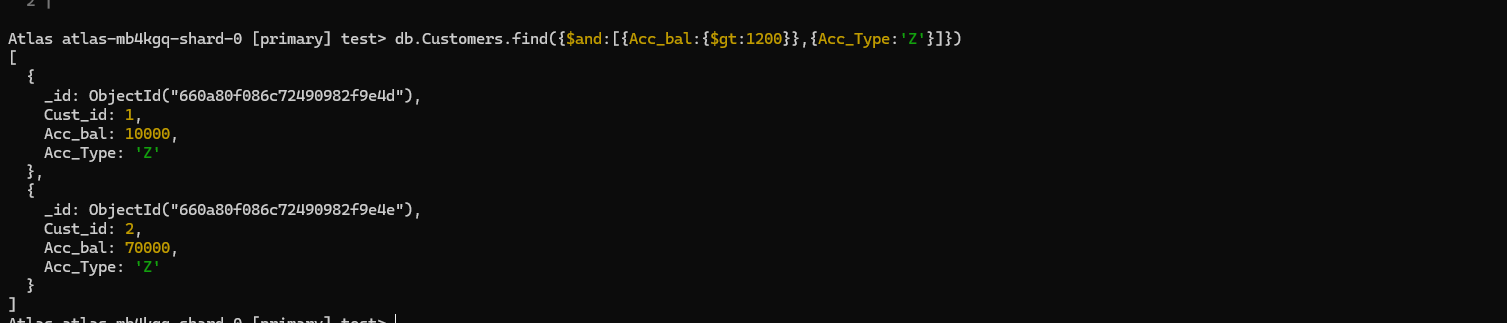 2 |
Atlas atlas-mb4kgq-shard-0 [primary] test> db.Customers.find({$and:[{Acc_bal:{$gt:1200}},{Acc_Type:'Z'}]})
[
  {
    _id: ObjectId("660a80f086c72490982f9e4d"),
    Cust_id: 1,
    Acc_bal: 10000,
    Acc_Type: 'Z'
  },
  {
    _id: ObjectId("660a80f086c72490982f9e4e"),
    Cust_id: 2,
    Acc_bal: 70000,
    Acc_Type: 'Z'
  }
]
Atlas atlas-mb4kgq-shard-0 [primary] test>